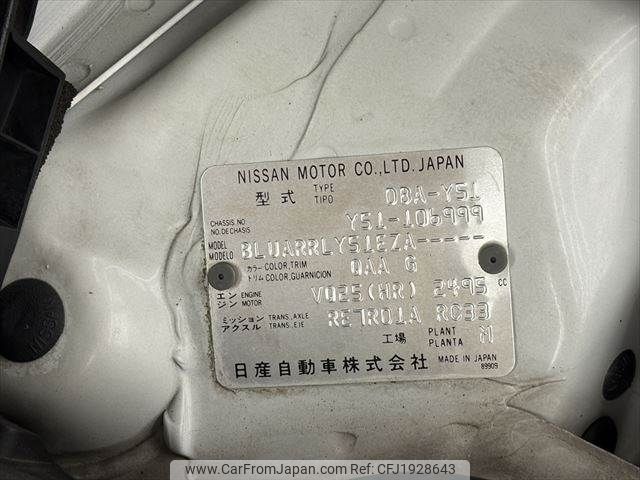 NISSAN MOTOR CO.,LTD. JAPAN
型式 TYPE TIPO DBA-Y51
CHASSIS NO NO. DE CHASIS Y51-106999
MODEL MODELO BLUARRLY51EZA-----
カラー COLOR, TRIM トリム COLOR, GUARNICION QAA G
エンジン ENGINE MOTOR VQ25(HR) 2495 CC
ミッション TRANS., AXLE アクスル TRANS., EJE RE7R01A RC33
工場 PLANT PLANTA M
日産自動車株式会社 MADE IN JAPAN
89909
www.CarFromJapan.com Photo ID: CFJ1928643